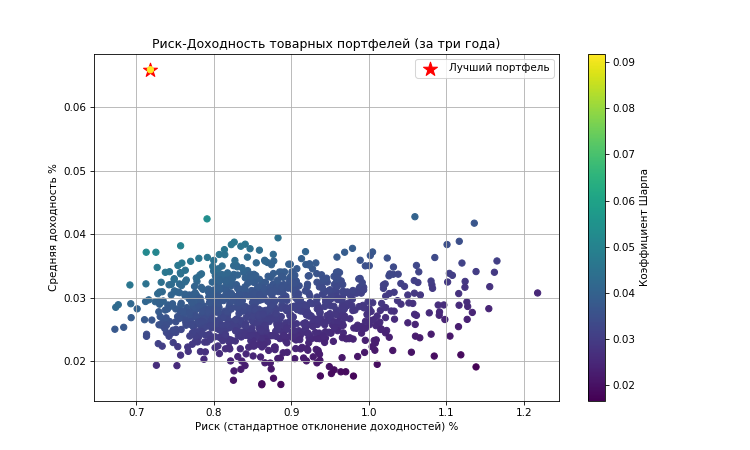 Риск-Доходность товарных портфелей (за три года)
Лучший портфель
Средняя доходность %
0.06
0.05
0.04
0.03
0.02
0.7 0.8 0.9 1.0 1.1 1.2
Риск (стандартное отклонение доходностей) %
0.09
0.08
0.07
0.06
0.05
0.04
0.03
0.02
Коэффициент Шарпа